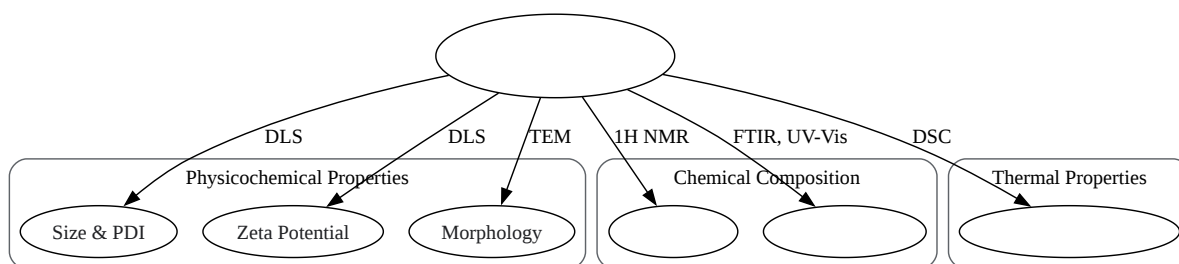 DLS
DLS
TEM
1H NMR
FTIR, UV-Vis
DSC
Physicochemical Properties
Chemical Composition
Thermal Properties
Size & PDI
Zeta Potential
Morphology